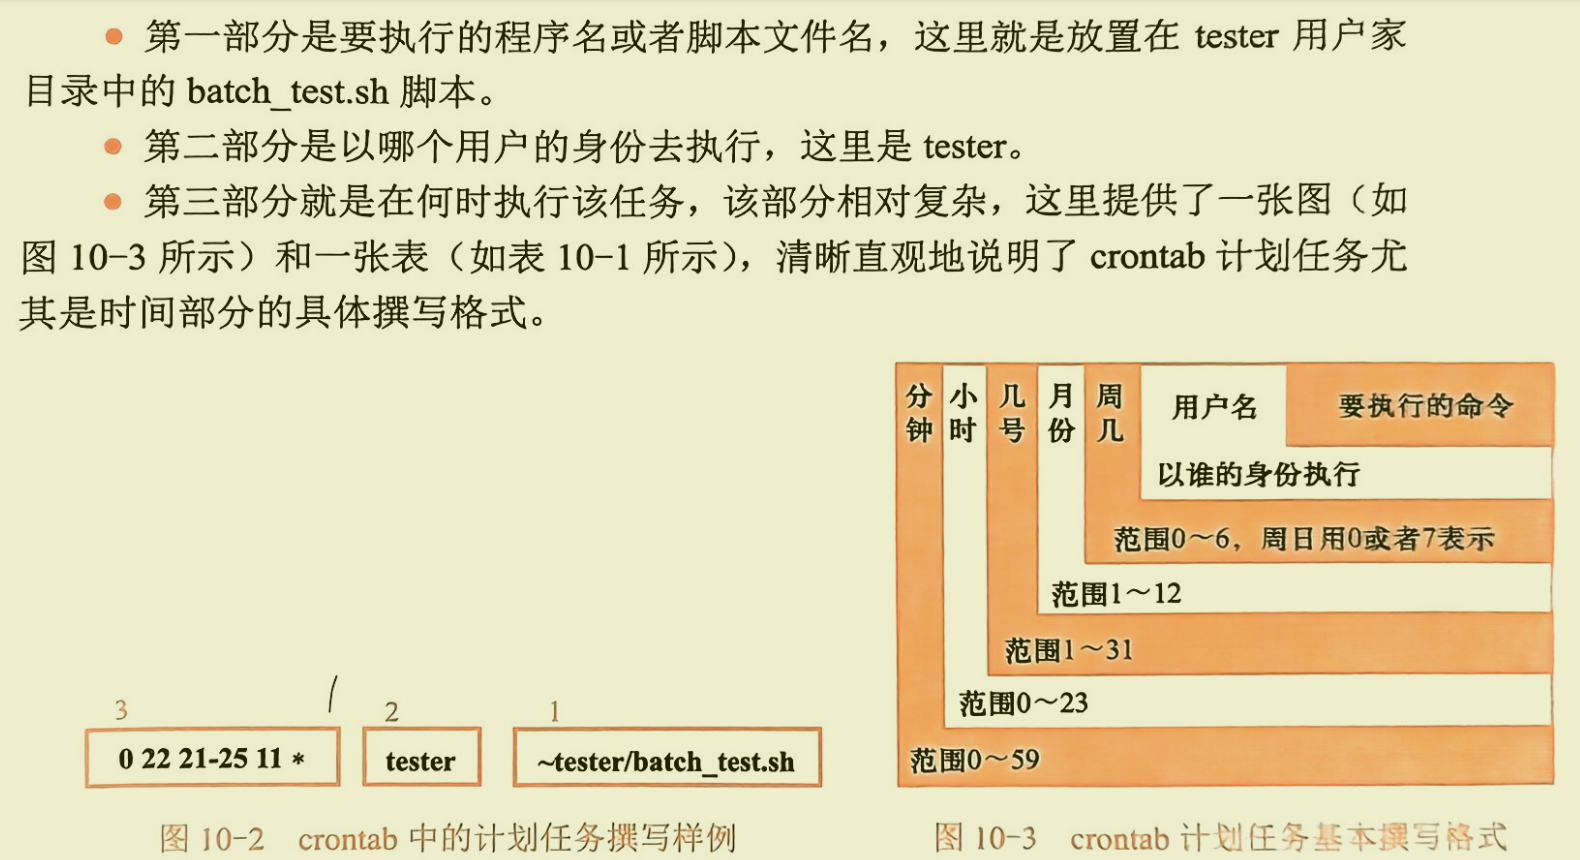 ● 第一部分是要执行的程序名或者脚本文件名，这里就是放置在 tester 用户家
目录中的 batch_test.sh 脚本。
● 第二部分是以哪个用户的身份去执行，这里是 tester。
● 第三部分就是在何时执行该任务，该部分相对复杂，这里提供了一张图（如
图 10-3 所示）和一张表（如表 10-1 所示），清晰直观地说明了 crontab 计划任务尤
其是时间部分的具体撰写格式。
3 2 1
0 22 21-25 11 * tester ~tester/batch_test.sh
图 10-2 crontab 中的计划任务撰写样例
分钟 小时 几号 月份 周几 用户名 要执行的命令
以谁的身份执行
范围0～6，周日用0或者7表示
范围1～12
范围1～31
范围0～23
范围0～59
图 10-3 crontab 计划任务基本撰写格式